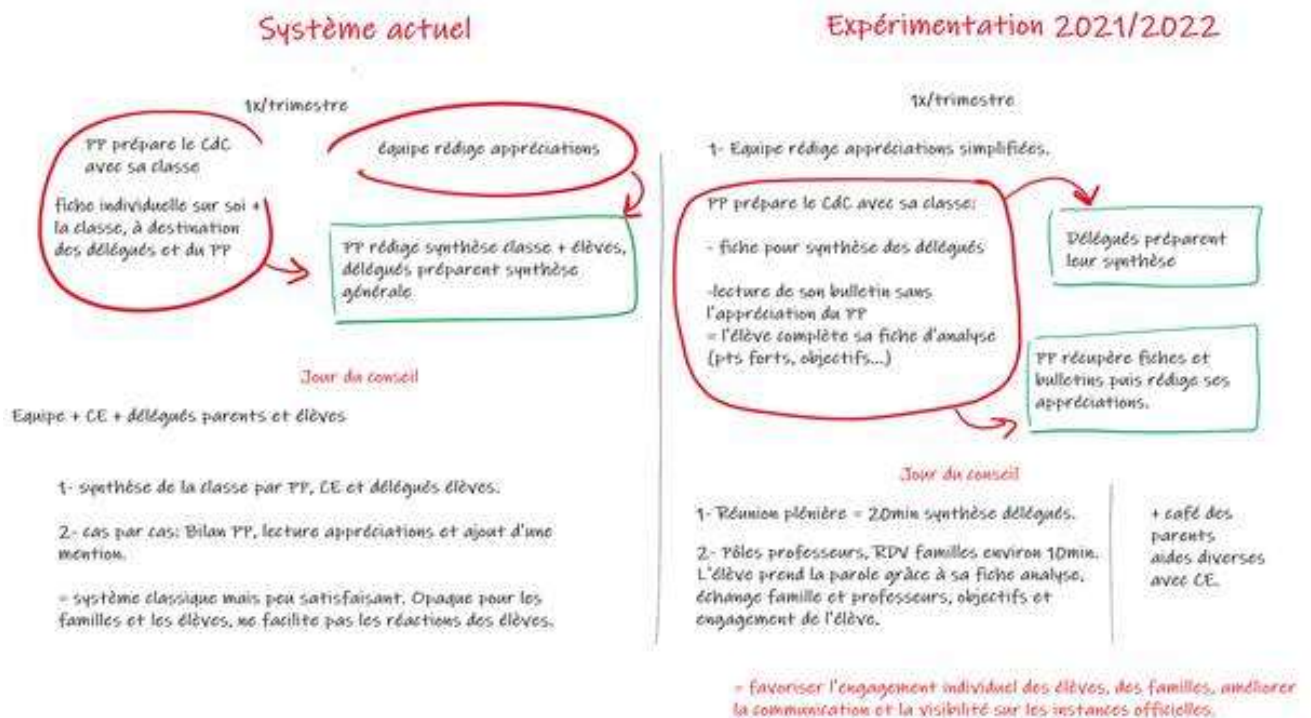 Système actuel
1x/trimestre
PP prépare le CdC
avec sa classe
fiche individuelle sur soi +
la classe, à destination
des délégués et du PP
équipe rédige appréciations
PP rédige synthèse classe + élèves,
délégués préparent synthèse
générale
Jour du conseil
Equipe + CE + délégués parents et élèves
1- synthèse de la classe par PP, CE et délégués élèves.
2- cas par cas: Bilan PP, lecture appréciations et ajout d'une
mention.
= système classique mais peu satisfaisant. Opaque pour les
familles et les élèves, ne facilite pas les réactions des élèves.
Expérimentation 2021/2022
1x/trimestre
1- Equipe rédige appréciations simplifiées.
PP prépare le CdC avec sa classe:
- fiche pour synthèse des délégués
-lecture de son bulletin sans
l'appréciation du PP
= l'élève complète sa fiche d'analyse
(pts forts, objectifs...)
Délégués préparent
leur synthèse
PP récupère fiches et
bulletins puis rédige ses
appréciations.
Jour du conseil
1- Réunion plénière = 20min synthèse délégués.
2- Pôles professeurs, RDV familles environ 10min.
L'élève prend la parole grâce à sa fiche analyse,
échange famille et professeurs, objectifs et
engagement de l'élève.
+ café des
parents
aides diverses
avec CE.
= favoriser l'engagement individuel des élèves, des familles, améliorer
la communication et la visibilité sur les instances officielles.